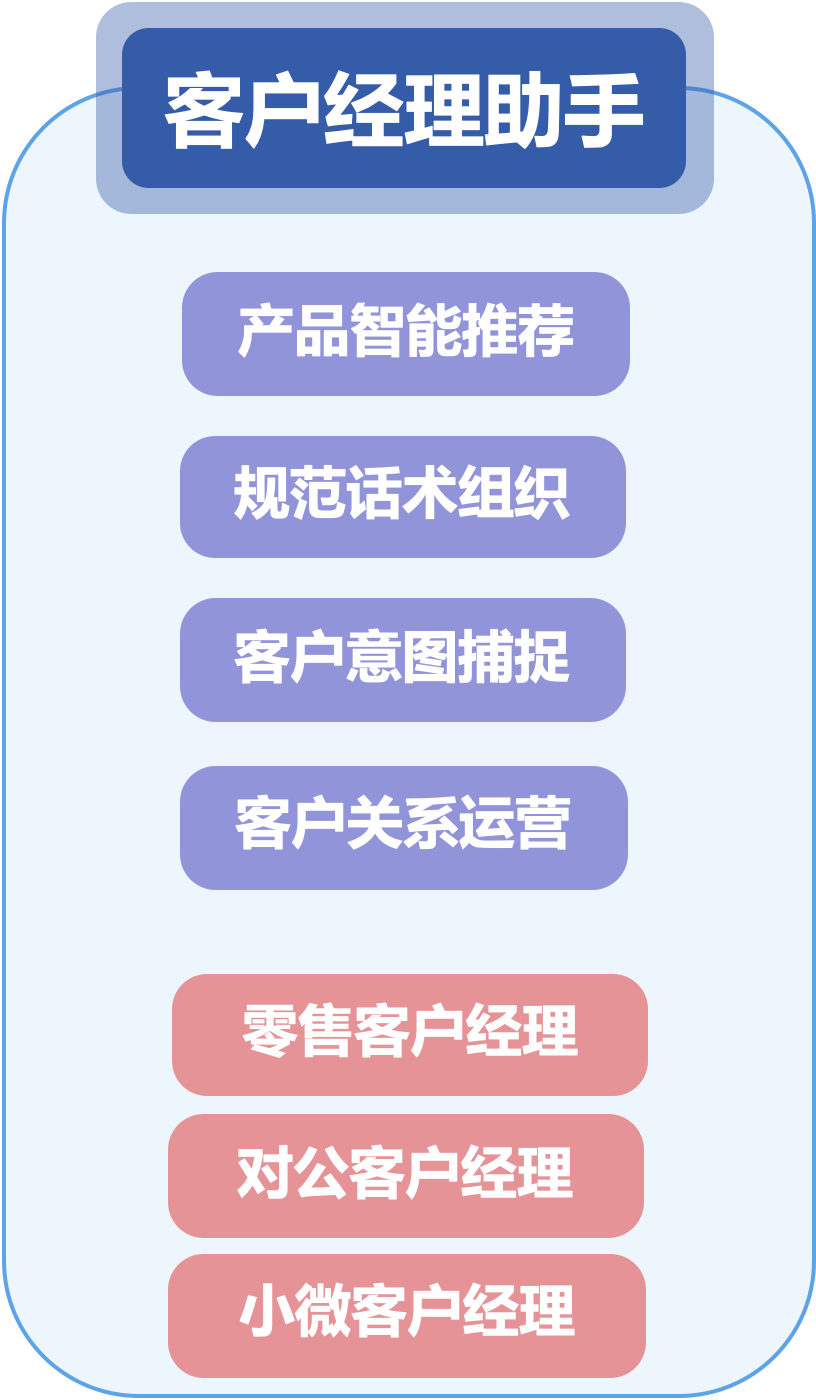 客户经理助手
产品智能推荐
规范话术组织
客户意图捕捉
客户关系运营
零售客户经理
对公客户经理
小微客户经理